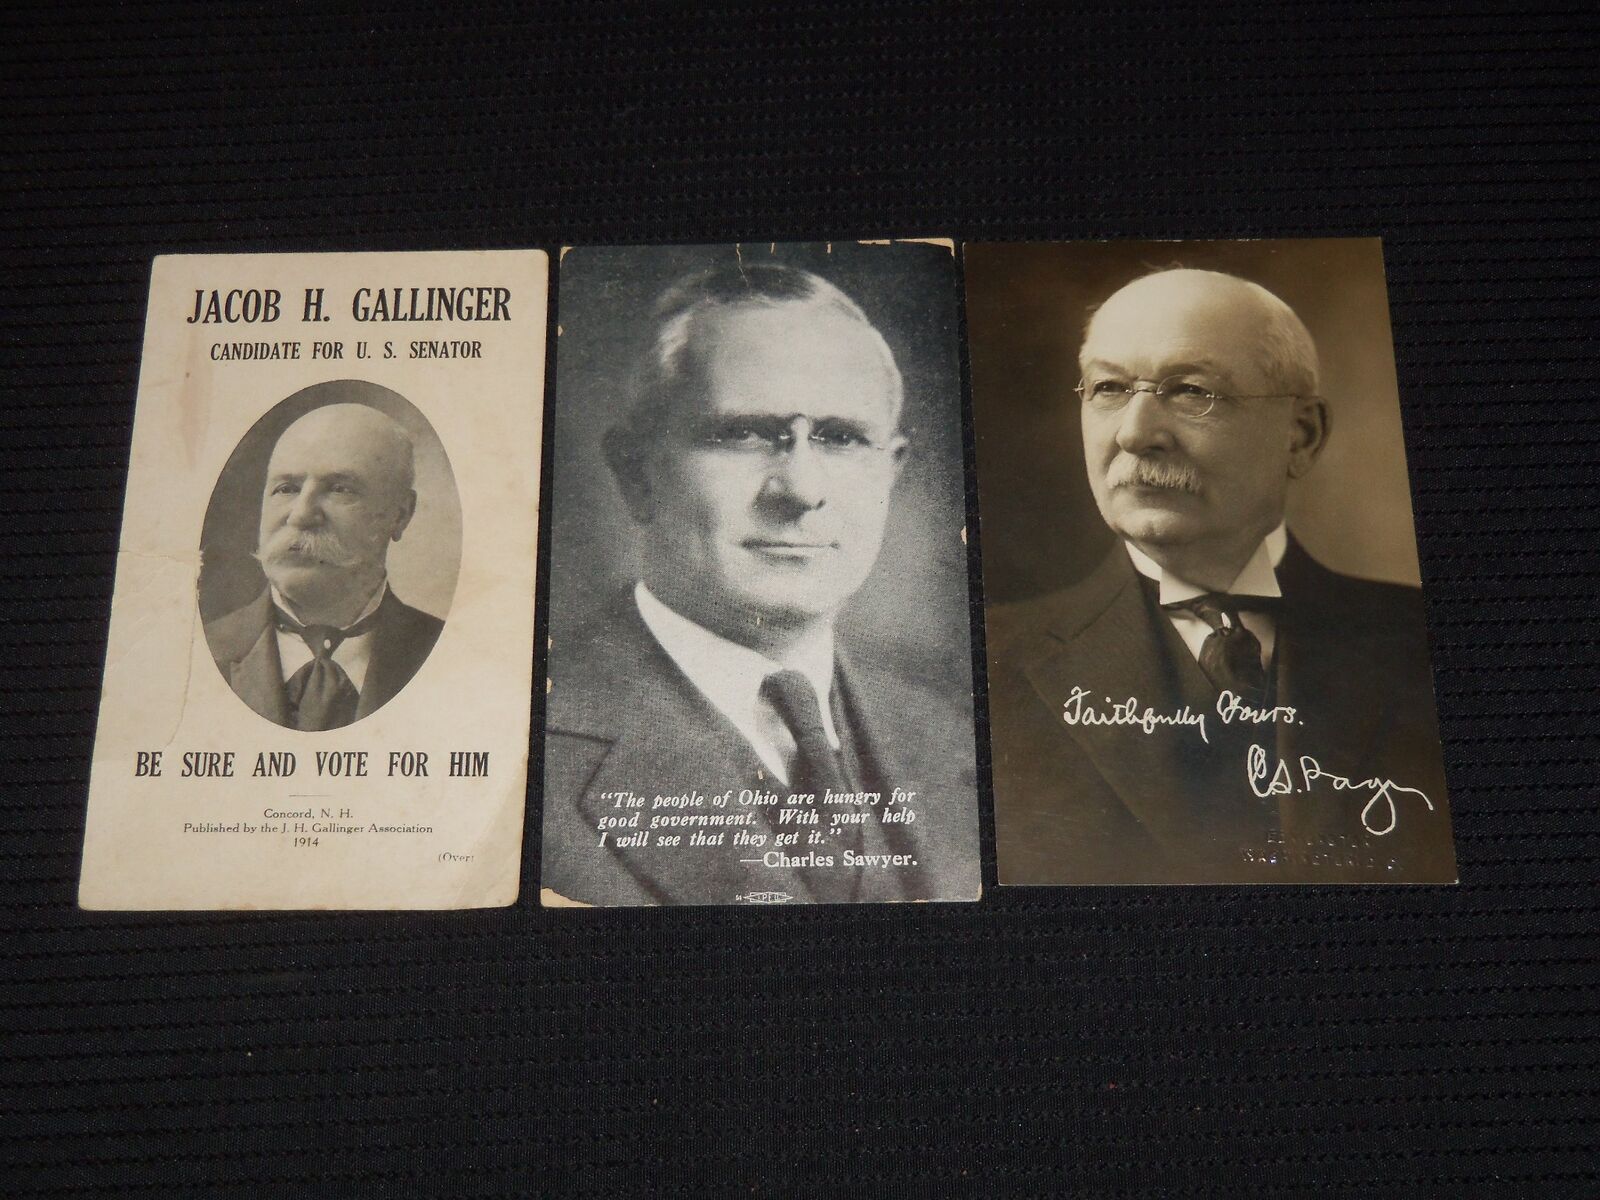 JACOB H. GALLINGER
CANDIDATE FOR U. S. SENATOR
BE SURE AND VOTE FOR HIM
Concord, N. H.
Published by the J. H. Gallinger Association
1914
(Over)
"The people of Ohio are hungry for
good government. With your help
I will see that they get it."
—Charles Sawyer.
Faithfully Yours.
C.S. Page